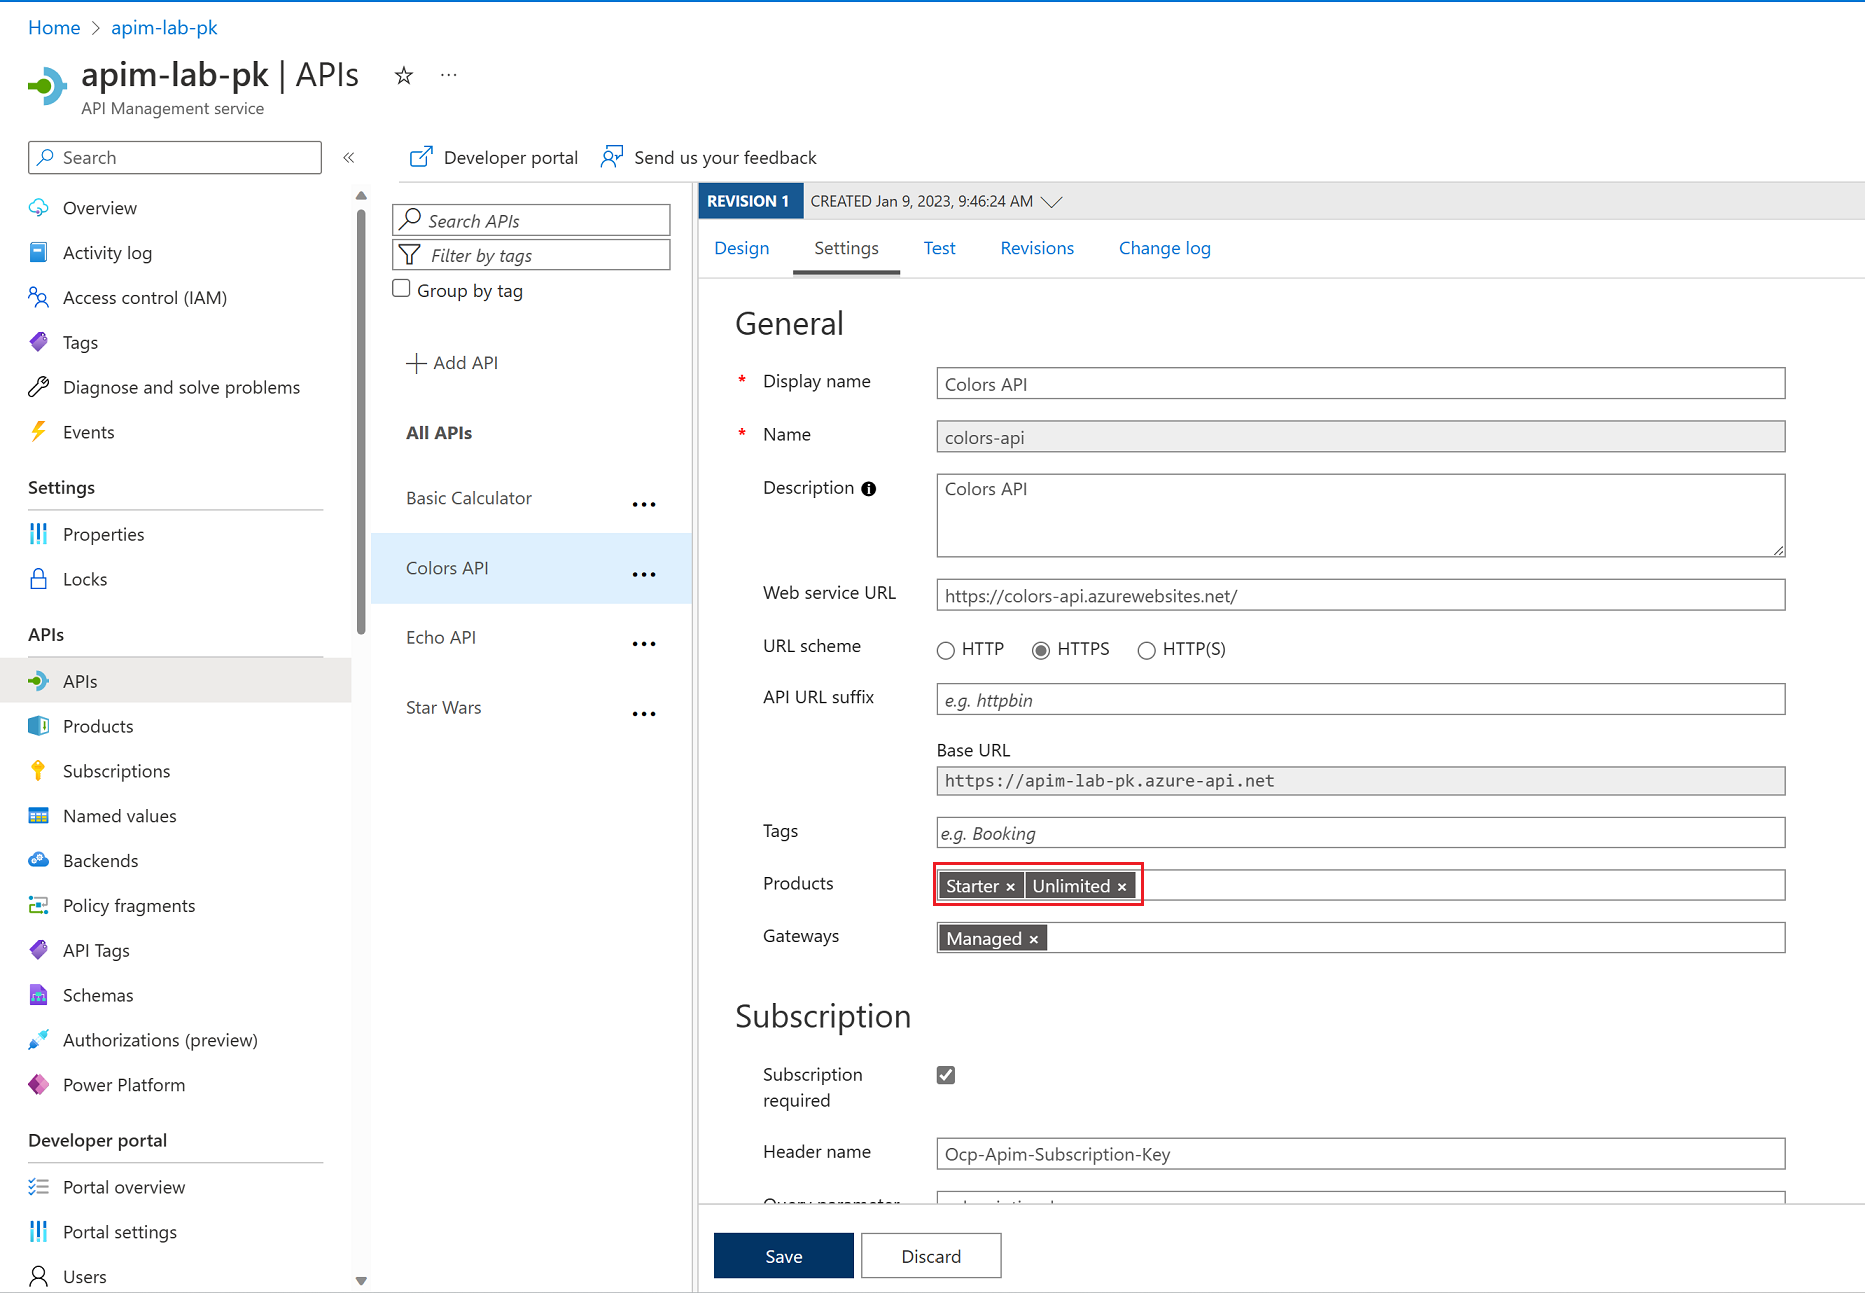 Home > apim-lab-pk
apim-lab-pk | APIs
API Management service
Search
Overview
Activity log
Access control (IAM)
Tags
Diagnose and solve problems
Events
Settings
Properties
Locks
APIs
APIs
Products
Subscriptions
Named values
Backends
Policy fragments
API Tags
Schemas
Authorizations (preview)
Power Platform
Developer portal
Portal overview
Portal settings
Users
Developer portal
Send us your feedback
Search APIs
Filter by tags
Group by tag
Add API
All APIs
Basic Calculator
Colors API
Echo API
Star Wars
REVISION 1 CREATED Jan 9, 2023, 9:46:24 AM
Design Settings Test Revisions Change log
General
* Display name Colors API
* Name colors-api
Description Colors API
Web service URL https://colors-api.azurewebsites.net/
URL scheme HTTP HTTPS HTTP(S)
API URL suffix e.g. httpbin
Base URL
https://apim-lab-pk.azure-api.net
Tags e.g. Booking
Products Starter × Unlimited ×
Gateways Managed ×
Subscription
Subscription
required
Header name Ocp-Apim-Subscription-Key
Save Discard